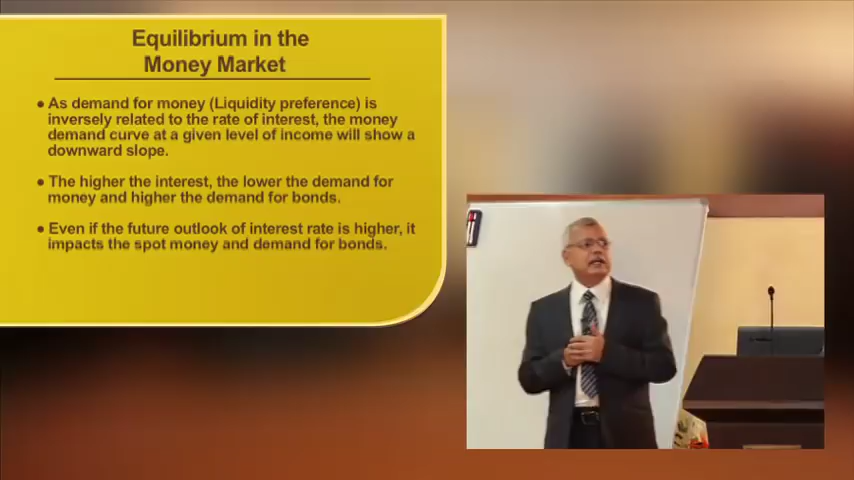 Equilibrium in the
Money Market
• As demand for money (Liquidity preference) is
inversely related to the rate of interest, the money
demand curve at a given level of income will show a
downward slope.
• The higher the interest, the lower the demand for
money and higher the demand for bonds.
• Even if the future outlook of interest rate is higher, it
impacts the spot money and demand for bonds.